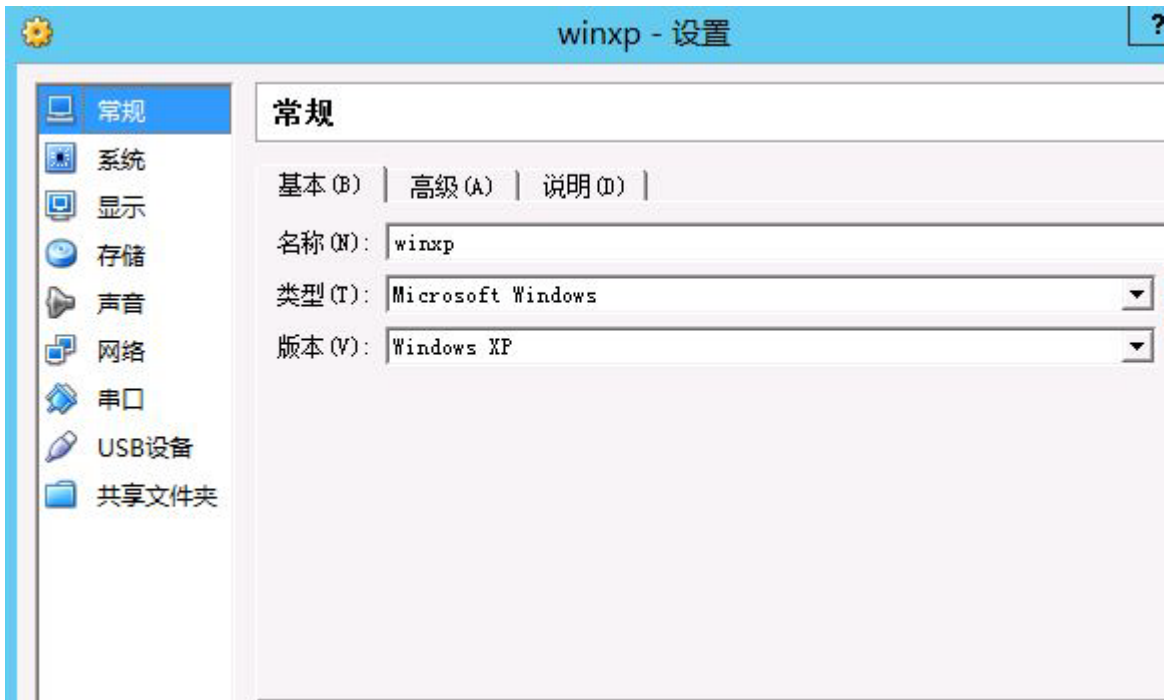 winxp - 设置
?
常规
系统
显示
存储
声音
网络
串口
USB设备
共享文件夹
常规
基本(B) 高级(A) 说明(D)
名称(N): winxp
类型(T): Microsoft Windows
版本(V): Windows XP